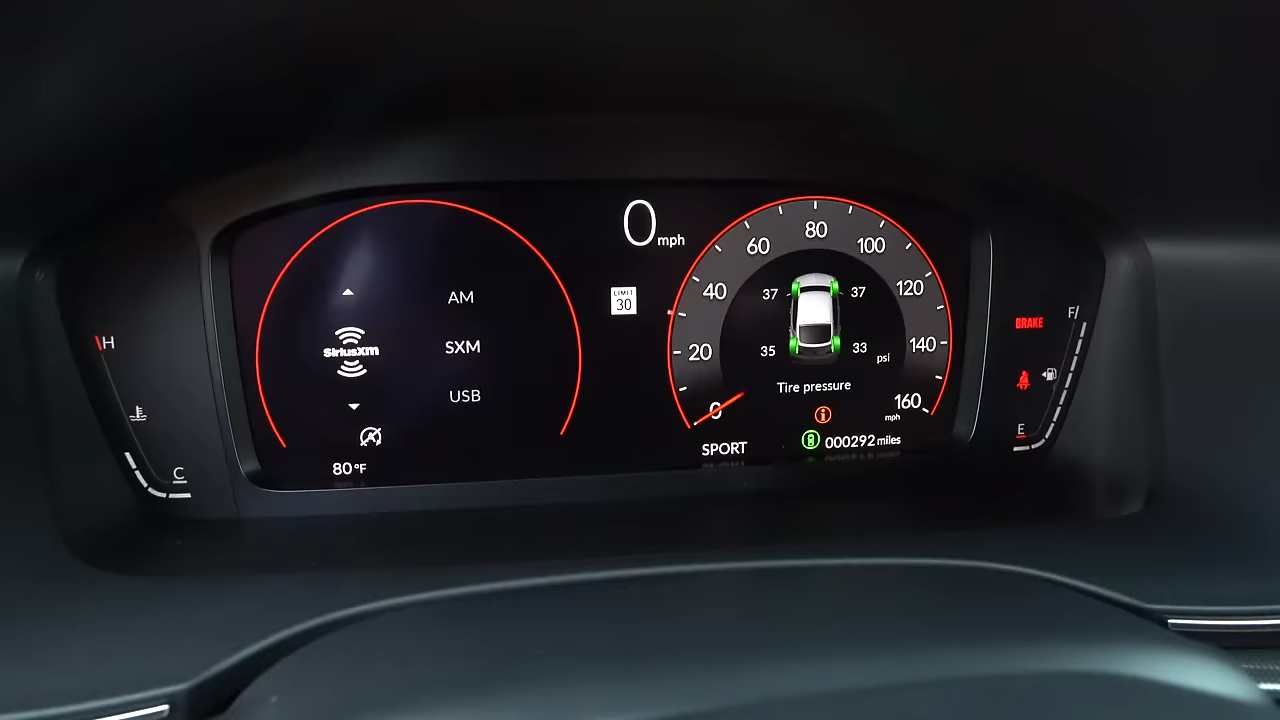 0 mph
LIMIT
30
AM
SiriusXM
SXM
USB
80°F
H
C
0
20
40
60
80
100
120
140
160
mph
37 37
35 33 psi
Tire pressure
SPORT
000292 miles
BRAKE
F
E